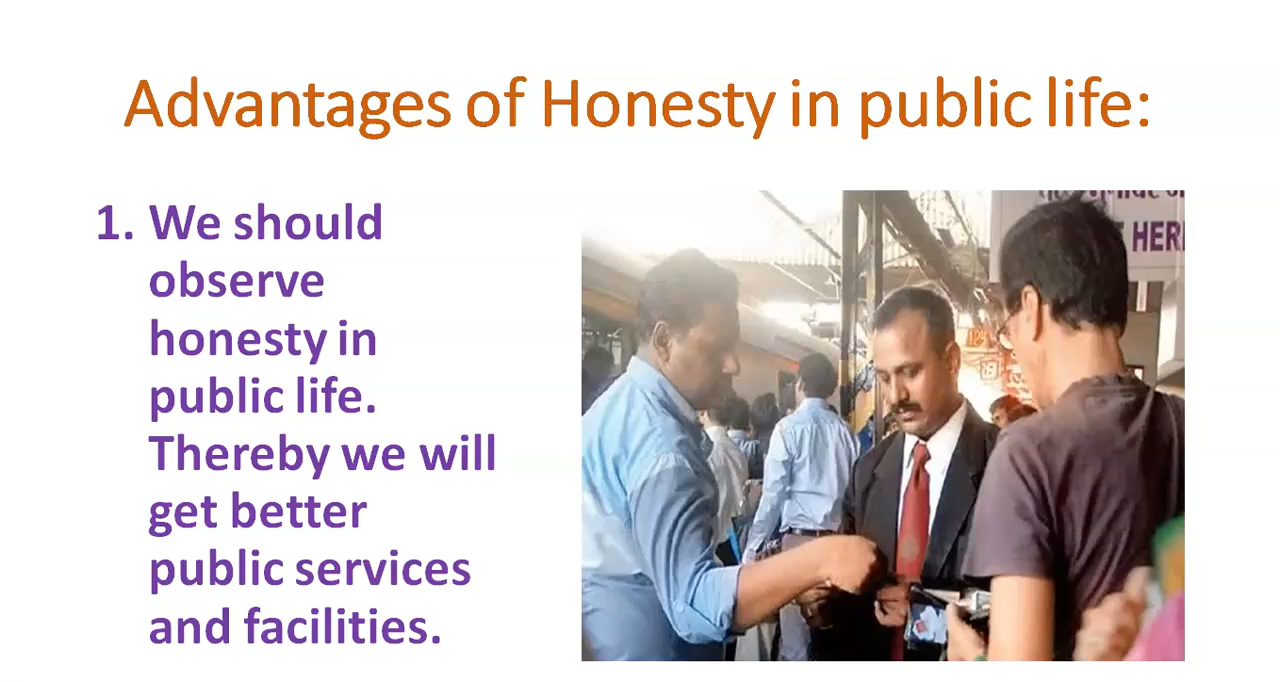 Advantages of Honesty in public life:
1. We should
observe
honesty in
public life.
Thereby we will
get better
public services
and facilities.
HERE